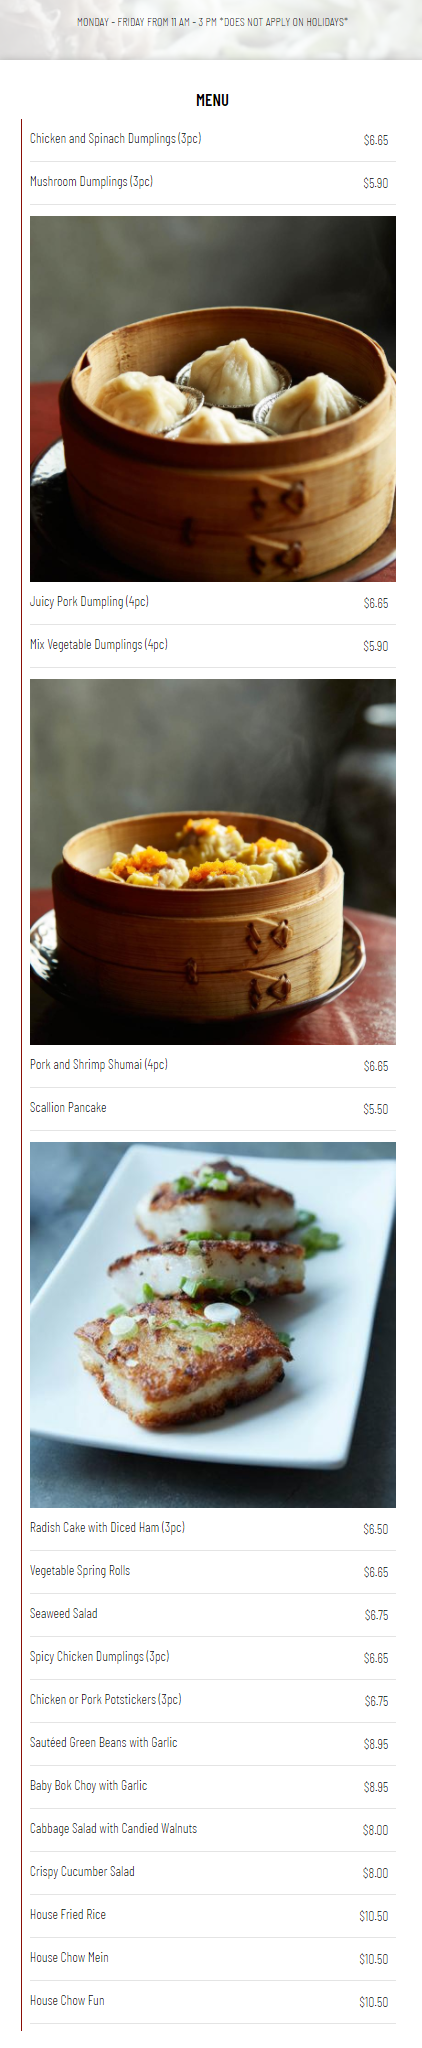 MONDAY - FRIDAY FROM 11 AM - 3 PM *DOES NOT APPLY ON HOLIDAYS*
MENU
Chicken and Spinach Dumplings (3pc) $6.65
Mushroom Dumplings (3pc) $5.90
Juicy Pork Dumpling (4pc) $6.65
Mix Vegetable Dumplings (4pc) $5.90
Pork and Shrimp Shumai (4pc) $6.65
Scallion Pancake $5.50
Radish Cake with Diced Ham (3pc) $6.50
Vegetable Spring Rolls $6.65
Seaweed Salad $6.75
Spicy Chicken Dumplings (3pc) $6.65
Chicken or Pork Potstickers (3pc) $6.75
Sautéed Green Beans with Garlic $8.95
Baby Bok Choy with Garlic $8.95
Cabbage Salad with Candied Walnuts $8.00
Crispy Cucumber Salad $8.00
House Fried Rice $10.50
House Chow Mein $10.50
House Chow Fun $10.50